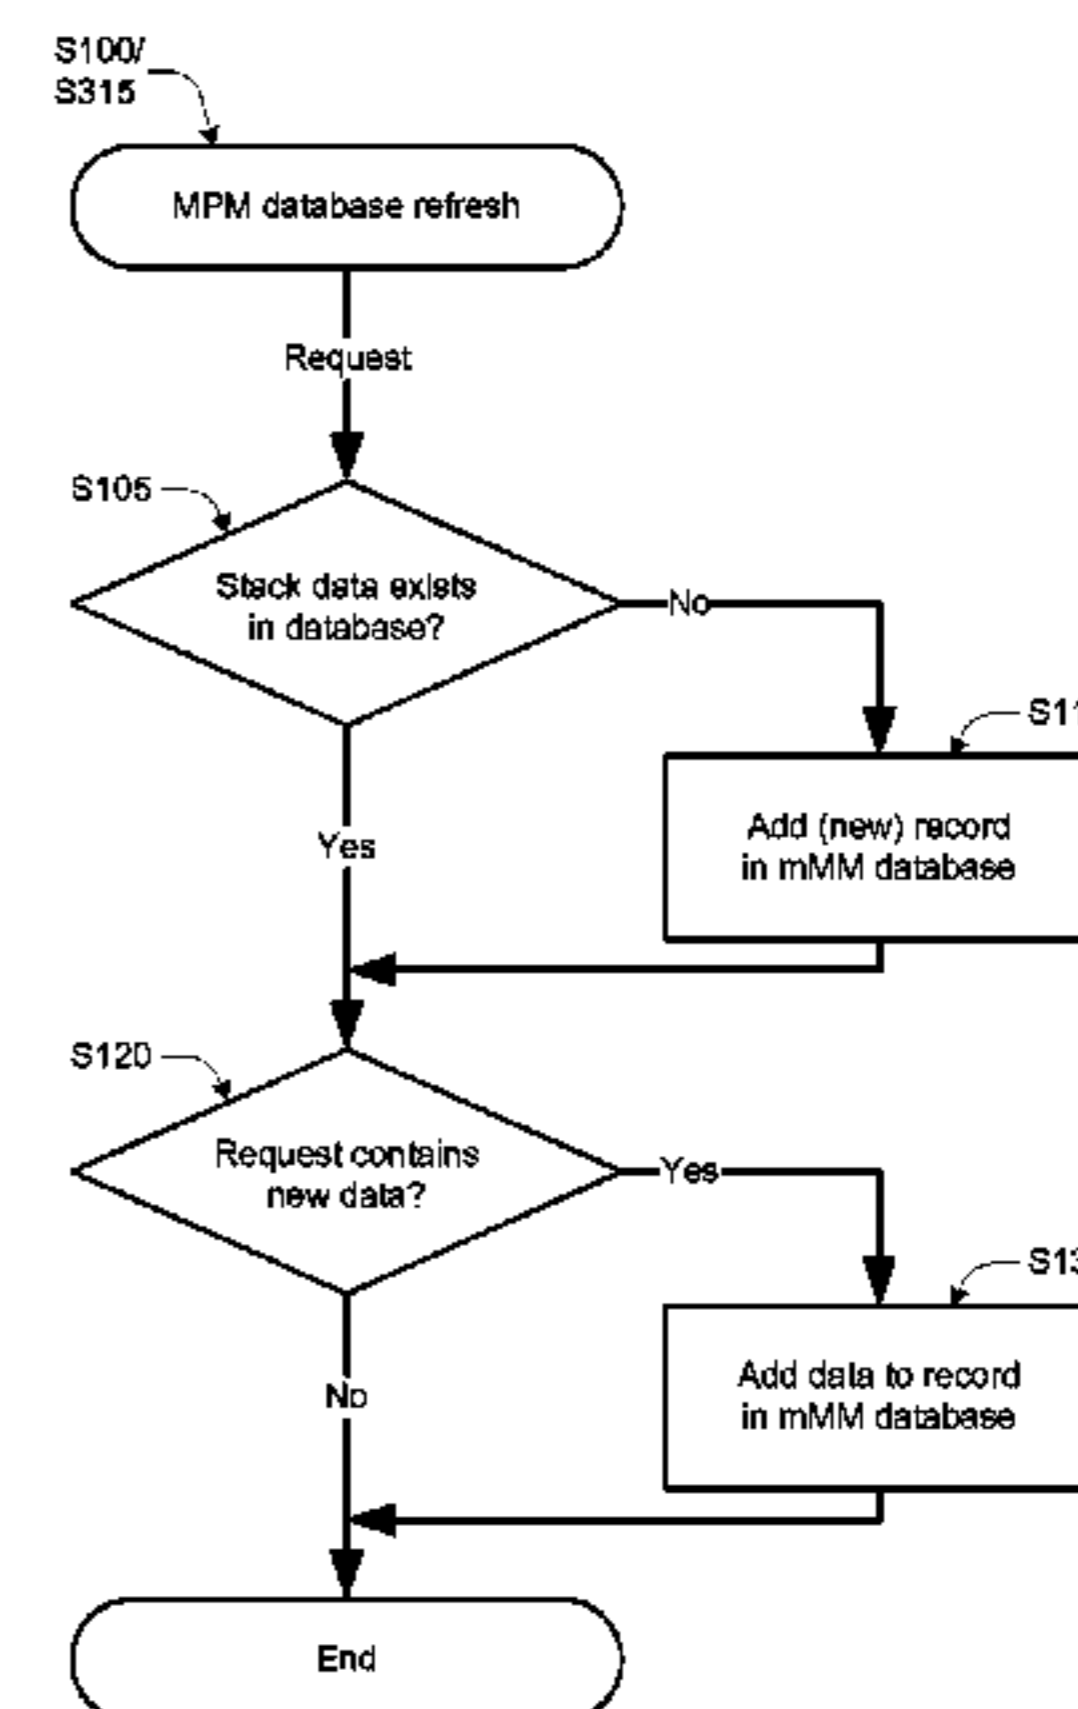 S100/
S315
MPM database refresh
Request
S105
Stack data exists
in database?
No
Yes
Add (new) record
in mMM database
S120
Request contains
new data?
Yes
No
Add data to record
in mMM database
End